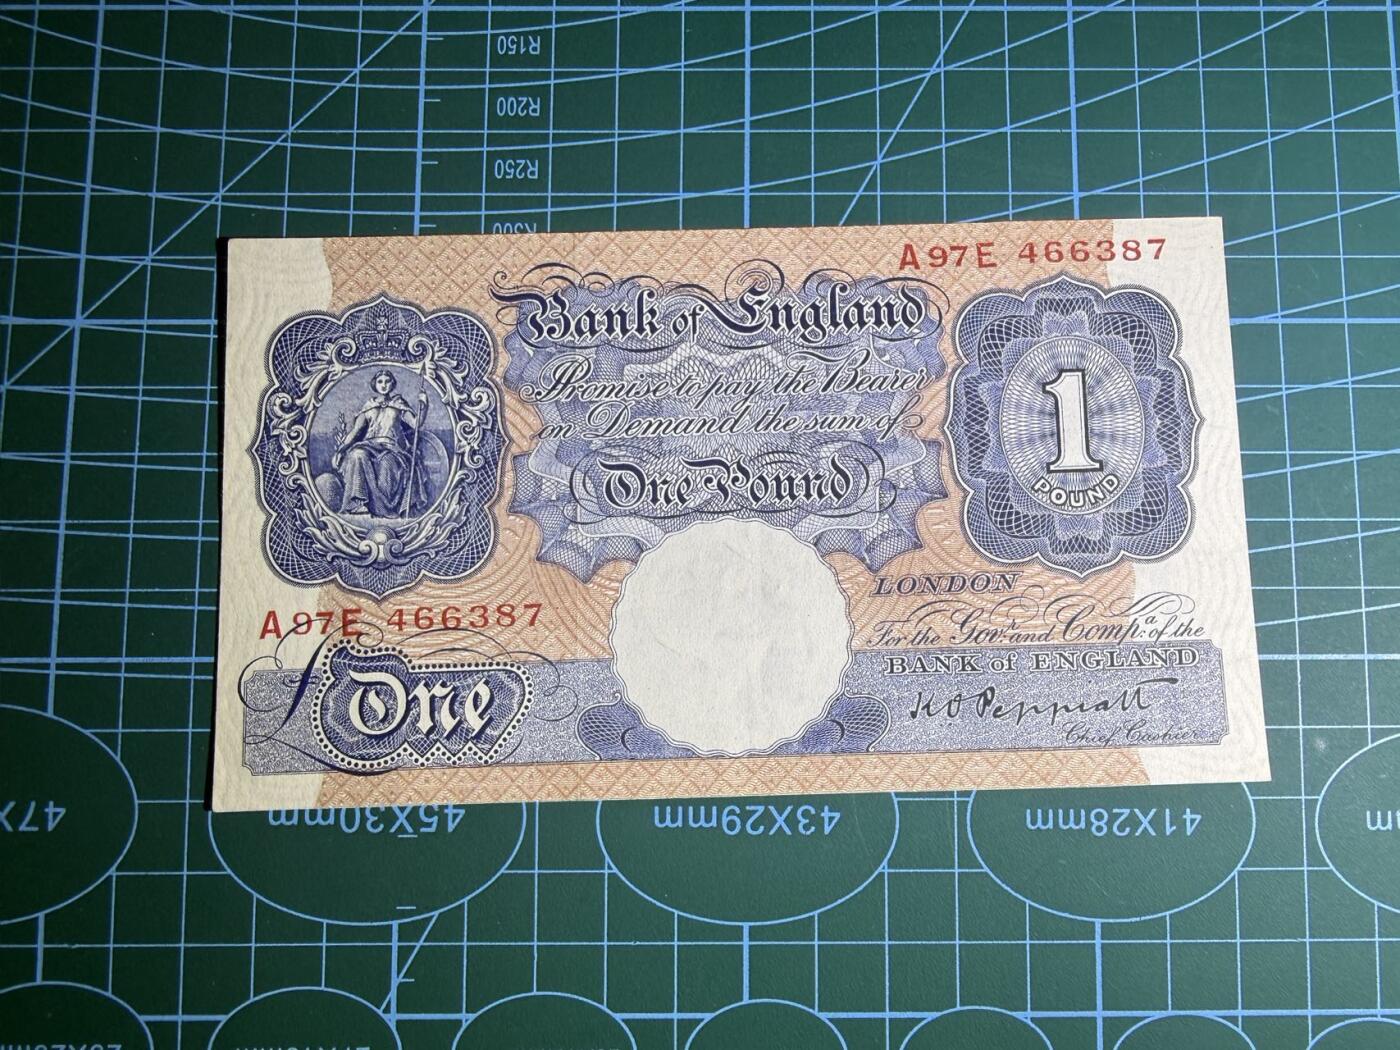 R150
R200
R250
R300
A97E 466387
Bank of England
Promise to pay the Bearer
on Demand the sum of
One Pound
1
POUND
LONDON
A97E 466387
For the Govr. and Compa. of the
BANK of ENGLAND
£One
K O Peppiatt
Chief Cashier
47X
45X30mm
43X29mm
41X28mm